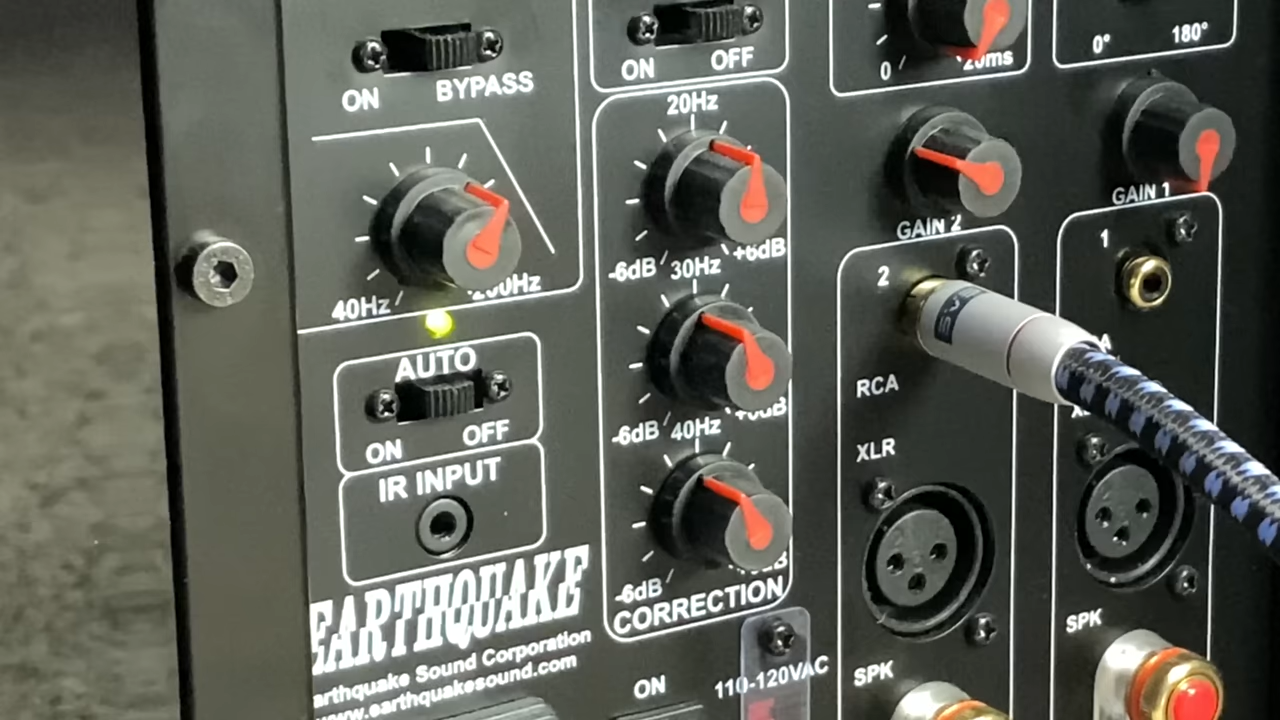 ON BYPASS
40Hz
AUTO
ON OFF
IR INPUT
EARTHQUAKE
arthquake Sound Corporation
www.earthquakesound.com
ON OFF
20Hz
-6dB +6dB
30Hz
-6dB
40Hz
-6dB
CORRECTION
ON
110-120VAC
0 20ms
GAIN 2
2
RCA
XLR
SPK
0° 180°
GAIN 1
1
SPK